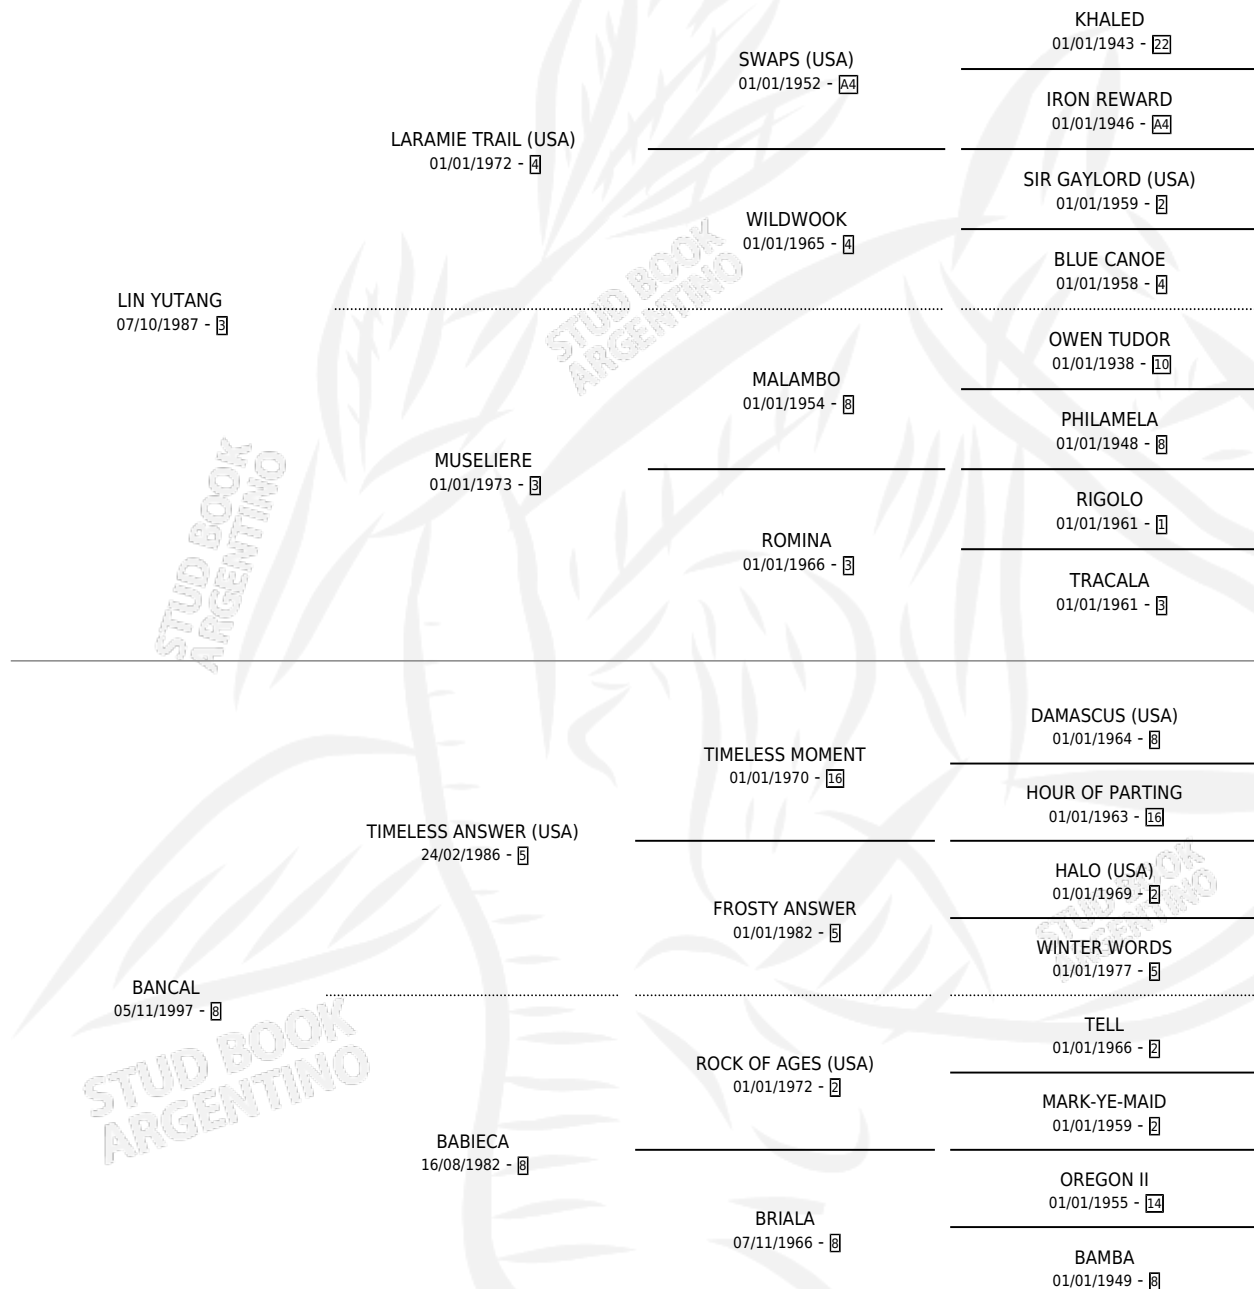 KHALED
01/01/1943 - 22
SWAPS (USA)
01/01/1952 - A4
IRON REWARD
01/01/1946 - A4
LARAMIE TRAIL (USA)
01/01/1972 - 4
SIR GAYLORD (USA)
01/01/1959 - 2
WILDWOOK
01/01/1965 - 4
BLUE CANOE
01/01/1958 - 4
LIN YUTANG
07/10/1987 - 3
OWEN TUDOR
01/01/1938 - 10
MALAMBO
01/01/1954 - 8
PHILAMELA
01/01/1948 - 8
MUSELIERE
01/01/1973 - 3
RIGOLO
01/01/1961 - 1
ROMINA
01/01/1966 - 3
TRACALA
01/01/1961 - 3
DAMASCUS (USA)
01/01/1964 - 8
TIMELESS MOMENT
01/01/1970 - 16
HOUR OF PARTING
01/01/1963 - 16
TIMELESS ANSWER (USA)
24/02/1986 - 5
HALO (USA)
01/01/1969 - 2
FROSTY ANSWER
01/01/1982 - 5
WINTER WORDS
01/01/1977 - 5
BANCAL
05/11/1997 - 8
TELL
01/01/1966 - 2
ROCK OF AGES (USA)
01/01/1972 - 2
MARK-YE-MAID
01/01/1959 - 2
BABIECA
16/08/1982 - 8
OREGON II
01/01/1955 - 14
BRIALA
07/11/1966 - 8
BAMBA
01/01/1949 - 8
STUD BOOK
ARGENTINO
STUD BOOK
ARGENTINO
STUD BOOK
ARGENTINO
STUD BOOK
ARGENTINO